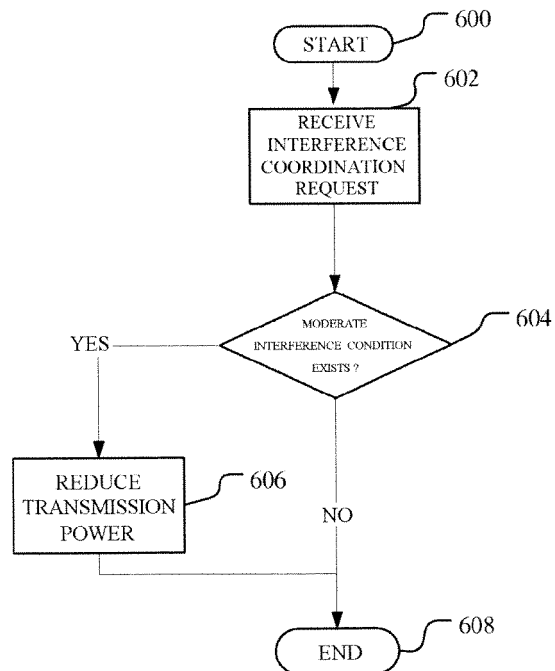 START
600
602
RECEIVE
INTERFERENCE
COORDINATION
REQUEST
MODERATE
INTERFERENCE CONDITION
EXISTS ?
604
YES
REDUCE
TRANSMISSION
POWER
606
NO
END
608